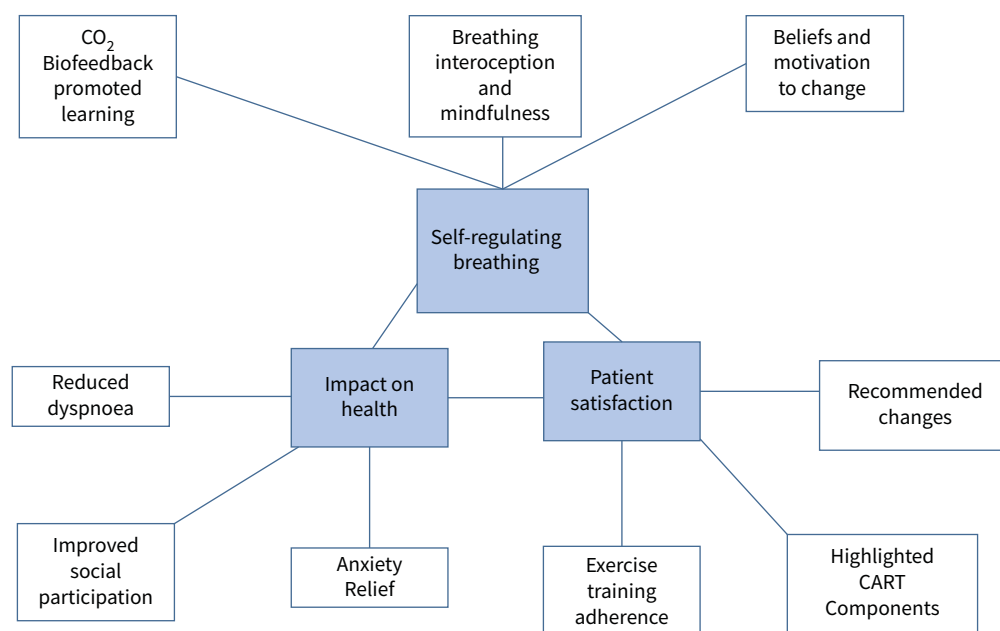 CO₂
Biofeedback
promoted
learning
Breathing
interoception
and
mindfulness
Beliefs and
motivation
to change
Self-regulating
breathing
Impact on
health
Patient
satisfaction
Reduced
dyspnoea
Recommended
changes
Improved
social
participation
Anxiety
Relief
Exercise
training
adherence
Highlighted
CART
Components